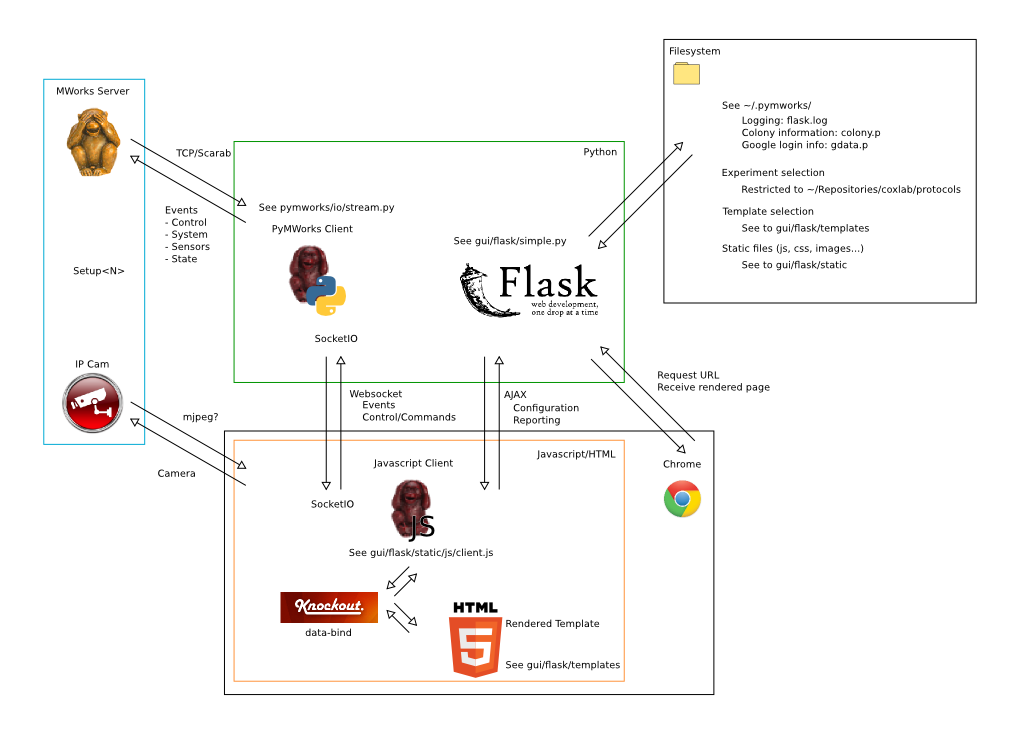 MWorks Server
Setup<N>
IP Cam
TCP/Scarab
Events
- Control
- System
- Sensors
- State
mjpeg?
Camera
Python
See pymworks/io/stream.py
PyMWorks Client
SocketIO
See gui/flask/simple.py
Flask
web development,
one drop at a time
Filesystem
See ~/.pymworks/
Logging: flask.log
Colony information: colony.p
Google login info: gdata.p
Experiment selection
Restricted to ~/Repositories/coxlab/protocols
Template selection
See to gui/flask/templates
Static files (js, css, images...)
See to gui/flask/static
Websocket
Events
Control/Commands
AJAX
Configuration
Reporting
Request URL
Receive rendered page
Javascript/HTML
Javascript Client
SocketIO
JS
See gui/flask/static/js/client.js
Knockout.
data-bind
HTML
5
Rendered Template
See gui/flask/templates
Chrome